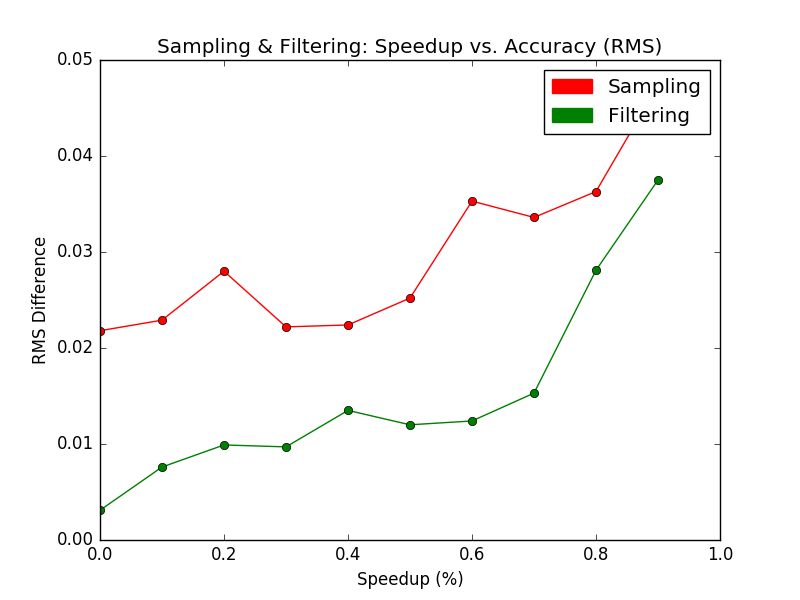 Sampling & Filtering: Speedup vs. Accuracy (RMS)
0.05
Sampling
Filtering
0.04
0.03
RMS Difference
0.02
0.01
0.00
0.0 0.2 0.4 0.6 0.8 1.0
Speedup (%)